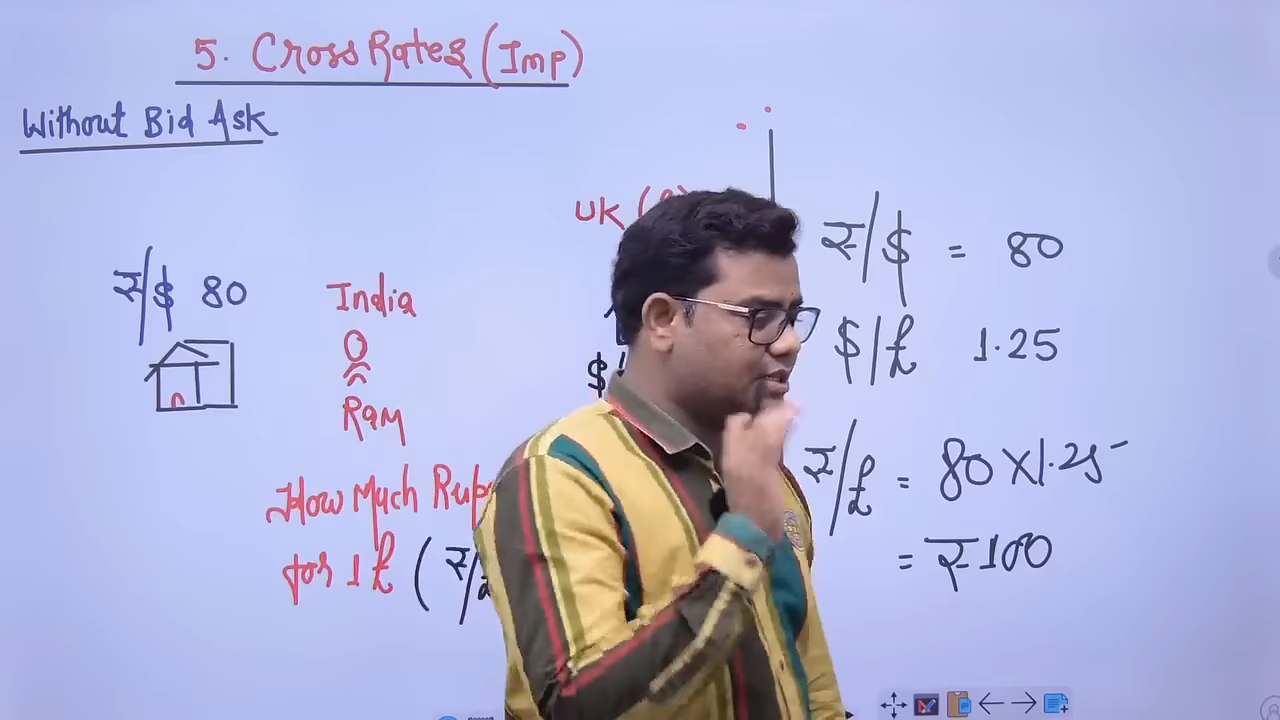 5. Cross Rates (Imp)
Without Bid Ask
UK (
₹/$ 80
India
Ram
How Much
for 1 £ (₹/
$
₹/$ = 80
$/£ 1.25
₹/£ = 80 X 1.25
= ₹100